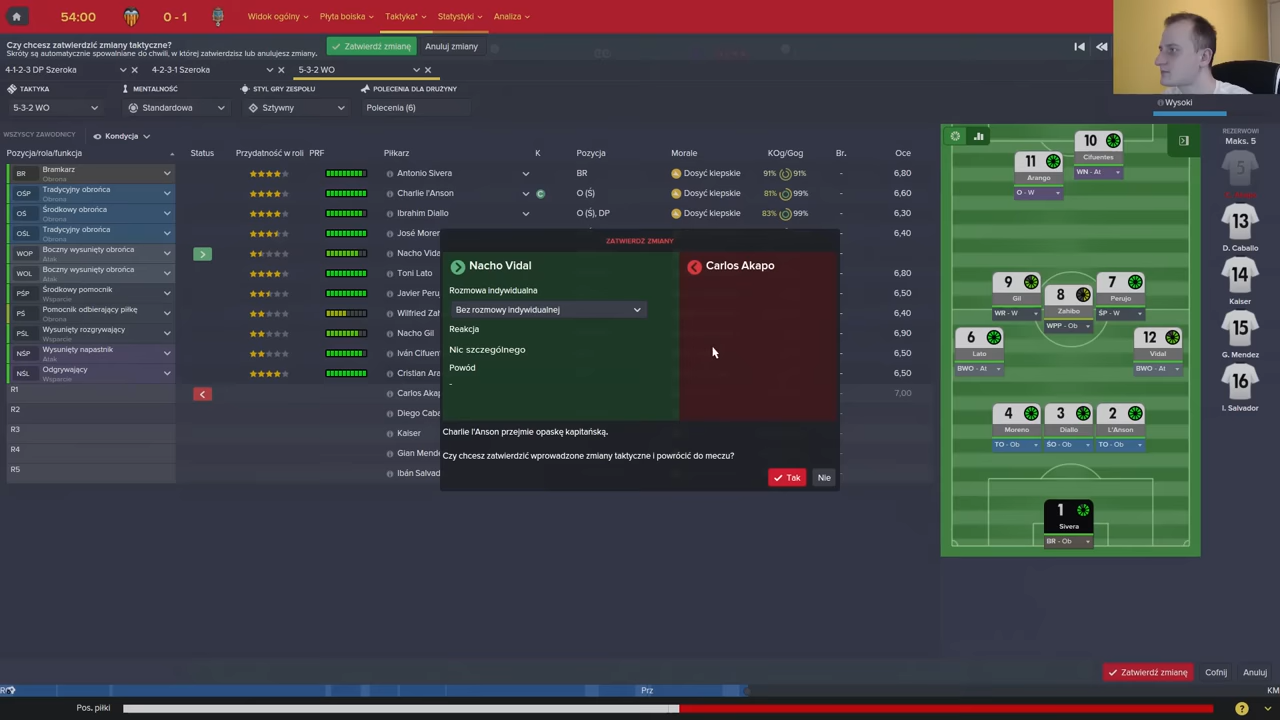 54:00
0 - 1
Widok ogólny
Płyta boiska
Taktyka*
Statystyki
Analiza
Czy chcesz zatwierdzić zmiany taktyczne?
Skróty są automatycznie spowalniane do chwili, w której zatwierdzisz lub anulujesz zmiany.
Zatwierdź zmianę
Anuluj zmiany
4-1-2-3 DP Szeroka
4-2-3-1 Szeroka
5-3-2 WO
TAKTYKA
MENTALNOŚĆ
STYL GRY ZESPOŁU
POLECENIA DLA DRUŻYNY
5-3-2 WO
Standardowa
Sztywny
Polecenia (6)
Wysoki
WSZYSCY ZAWODNICY
Kondycja
Pozycja/rola/funkcja
Status
Przydatność w roli
PRF
Piłkarz
K
Pozycja
Morale
KOg/Gog
Br.
Oce
BR
Bramkarz
Obrona
Antonio Sivera
BR
Dosyć kiepskie
91%
91%
-
6,80
OŚP
Tradycyjny obrońca
Obrona
Charlie l'Anson
C
O (Ś)
Dosyć kiepskie
81%
99%
-
6,60
OŚ
Środkowy obrońca
Obrona
Ibrahim Diallo
O (Ś), DP
Dosyć kiepskie
83%
99%
-
6,30
OŚL
Tradycyjny obrońca
Obrona
José Moren
6,40
WOP
Boczny wysunięty obrońca
Atak
Nacho Vida
-
WOL
Boczny wysunięty obrońca
Atak
Toni Lato
-
6,80
PŚP
Środkowy pomocnik
Wsparcie
Javier Peru
-
6,50
PŚ
Pomocnik odbierający piłkę
Wsparcie
Wilfried Zah
-
6,40
PŚL
Wysunięty rozgrywający
Wsparcie
Nacho Gil
-
6,90
NŚP
Wysunięty napastnik
Atak
Iván Cifuen
-
6,50
NŚL
Odgrywający
Wsparcie
Cristian Ara
-
6,50
R1
Carlos Akap
7,00
R2
Diego Caba
R3
Kaiser
R4
Gian Mende
R5
Ibán Salvad
ZATWIERDŹ ZMIANY
Nacho Vidal
Carlos Akapo
Rozmowa indywidualna
Bez rozmowy indywidualnej
Reakcja
Nic szczególnego
Powód
-
Charlie l'Anson przejmie opaskę kapitańską.
Czy chcesz zatwierdzić wprowadzone zmiany taktyczne i powrócić do meczu?
Tak
Nie
10
Cifuentes
WN - At
11
Arango
O - W
9
Gil
WR - W
8
Zahibo
WPP - Ob
7
Perujo
ŚP - W
6
Lato
BWO - At
12
Vidal
BWO - At
4
Moreno
TO - Ob
3
Diallo
ŚO - Ob
2
L'Anson
TO - Ob
1
Sivera
BR - Ob
REZERWOWI
Maks. 5
5
13
D. Caballo
14
Kaiser
15
G. Mendez
16
I. Salvador
Zatwierdź zmianę
Cofnij
Anuluj
Prz
KM
Pos. piłki
?